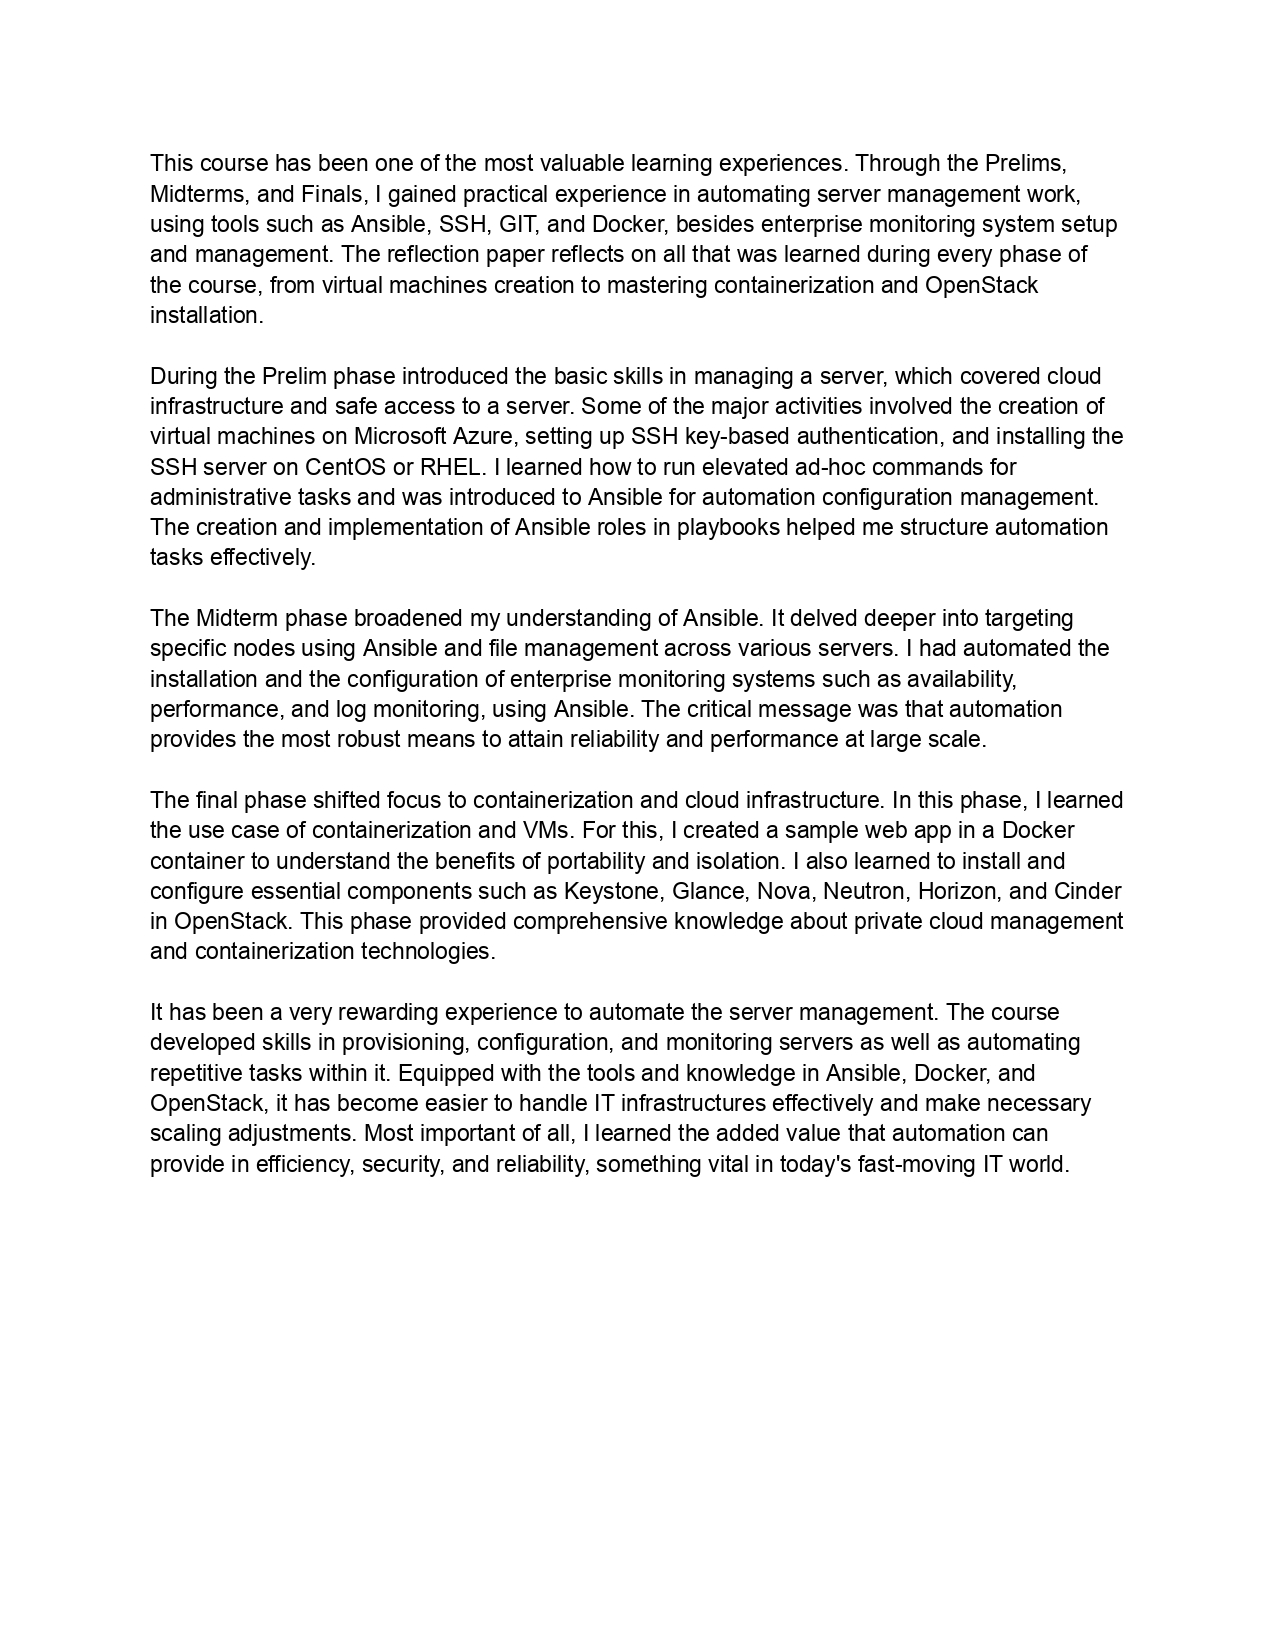 This course has been one of the most valuable learning experiences. Through the Prelims,
Midterms, and Finals, I gained practical experience in automating server management work,
using tools such as Ansible, SSH, GIT, and Docker, besides enterprise monitoring system setup
and management. The reflection paper reflects on all that was learned during every phase of
the course, from virtual machines creation to mastering containerization and OpenStack
installation.
During the Prelim phase introduced the basic skills in managing a server, which covered cloud
infrastructure and safe access to a server. Some of the major activities involved the creation of
virtual machines on Microsoft Azure, setting up SSH key-based authentication, and installing the
SSH server on CentOS or RHEL. I learned how to run elevated ad-hoc commands for
administrative tasks and was introduced to Ansible for automation configuration management.
The creation and implementation of Ansible roles in playbooks helped me structure automation
tasks effectively.
The Midterm phase broadened my understanding of Ansible. It delved deeper into targeting
specific nodes using Ansible and file management across various servers. I had automated the
installation and the configuration of enterprise monitoring systems such as availability,
performance, and log monitoring, using Ansible. The critical message was that automation
provides the most robust means to attain reliability and performance at large scale.
The final phase shifted focus to containerization and cloud infrastructure. In this phase, I learned
the use case of containerization and VMs. For this, I created a sample web app in a Docker
container to understand the benefits of portability and isolation. I also learned to install and
configure essential components such as Keystone, Glance, Nova, Neutron, Horizon, and Cinder
in OpenStack. This phase provided comprehensive knowledge about private cloud management
and containerization technologies.
It has been a very rewarding experience to automate the server management. The course
developed skills in provisioning, configuration, and monitoring servers as well as automating
repetitive tasks within it. Equipped with the tools and knowledge in Ansible, Docker, and
OpenStack, it has become easier to handle IT infrastructures effectively and make necessary
scaling adjustments. Most important of all, I learned the added value that automation can
provide in efficiency, security, and reliability, something vital in today's fast-moving IT world.